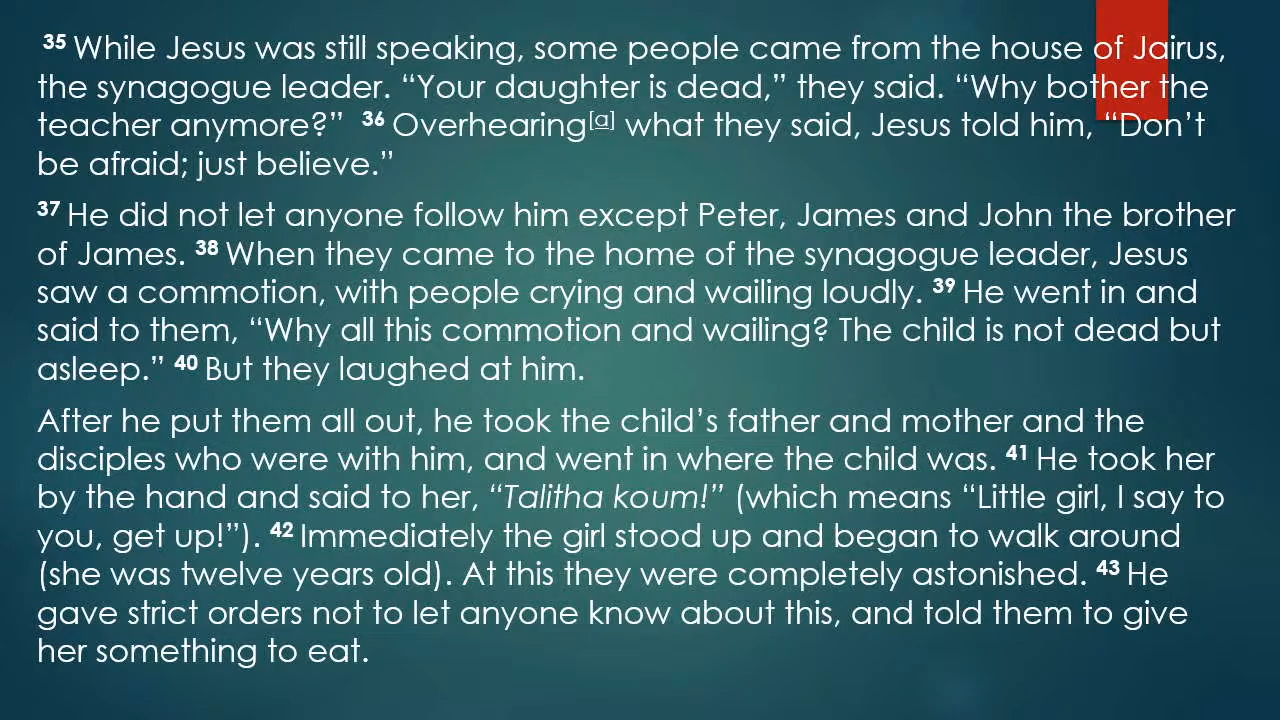 35 While Jesus was still speaking, some people came from the house of Jairus,
the synagogue leader. “Your daughter is dead,” they said. “Why bother the
teacher anymore?” 36 Overhearing[a] what they said, Jesus told him, “Don’t
be afraid; just believe.”
37 He did not let anyone follow him except Peter, James and John the brother
of James. 38 When they came to the home of the synagogue leader, Jesus
saw a commotion, with people crying and wailing loudly. 39 He went in and
said to them, “Why all this commotion and wailing? The child is not dead but
asleep.” 40 But they laughed at him.
After he put them all out, he took the child’s father and mother and the
disciples who were with him, and went in where the child was. 41 He took her
by the hand and said to her, “Talitha koum!” (which means “Little girl, I say to
you, get up!”). 42 Immediately the girl stood up and began to walk around
(she was twelve years old). At this they were completely astonished. 43 He
gave strict orders not to let anyone know about this, and told them to give
her something to eat.